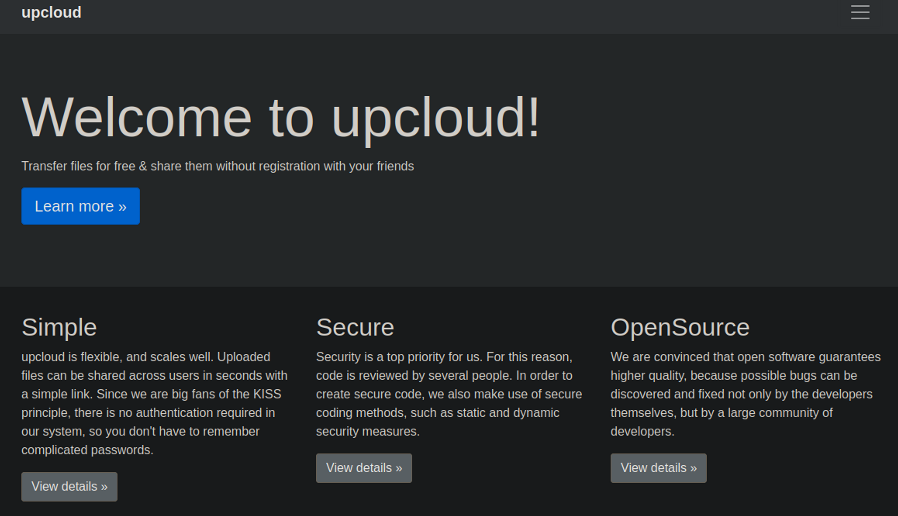 upcloud
Welcome to upcloud!
Transfer files for free & share them without registration with your friends
Learn more »
Simple
upcloud is flexible, and scales well. Uploaded
files can be shared across users in seconds with
a simple link. Since we are big fans of the KISS
principle, there is no authentication required in
our system, so you don't have to remember
complicated passwords.
View details »
Secure
Security is a top priority for us. For this reason,
code is reviewed by several people. In order to
create secure code, we also make use of secure
coding methods, such as static and dynamic
security measures.
View details »
OpenSource
We are convinced that open software guarantees
higher quality, because possible bugs can be
discovered and fixed not only by the developers
themselves, but by a large community of
developers.
View details »